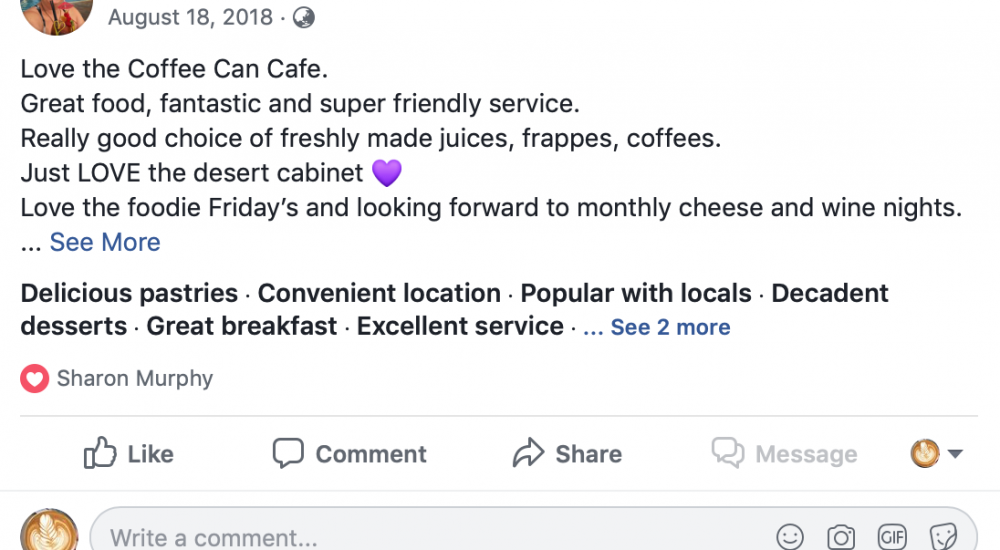 August 18, 2018 ·
Love the Coffee Can Cafe.
Great food, fantastic and super friendly service.
Really good choice of freshly made juices, frappes, coffees.
Just LOVE the desert cabinet 💜
Love the foodie Friday’s and looking forward to monthly cheese and wine nights.
... See More
Delicious pastries · Convenient location · Popular with locals · Decadent
desserts · Great breakfast · Excellent service · ... See 2 more
Sharon Murphy
Like Comment Share Message
Write a comment... GIF